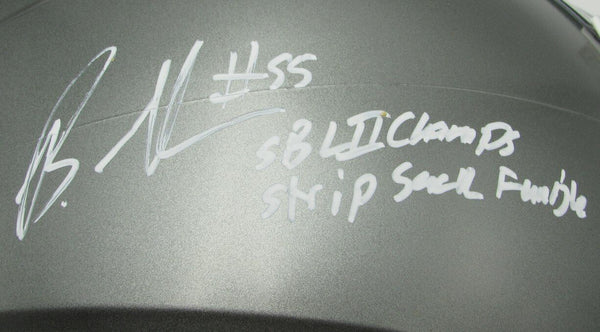 B. #55
SB LII Champs
Strip Sack Fumble